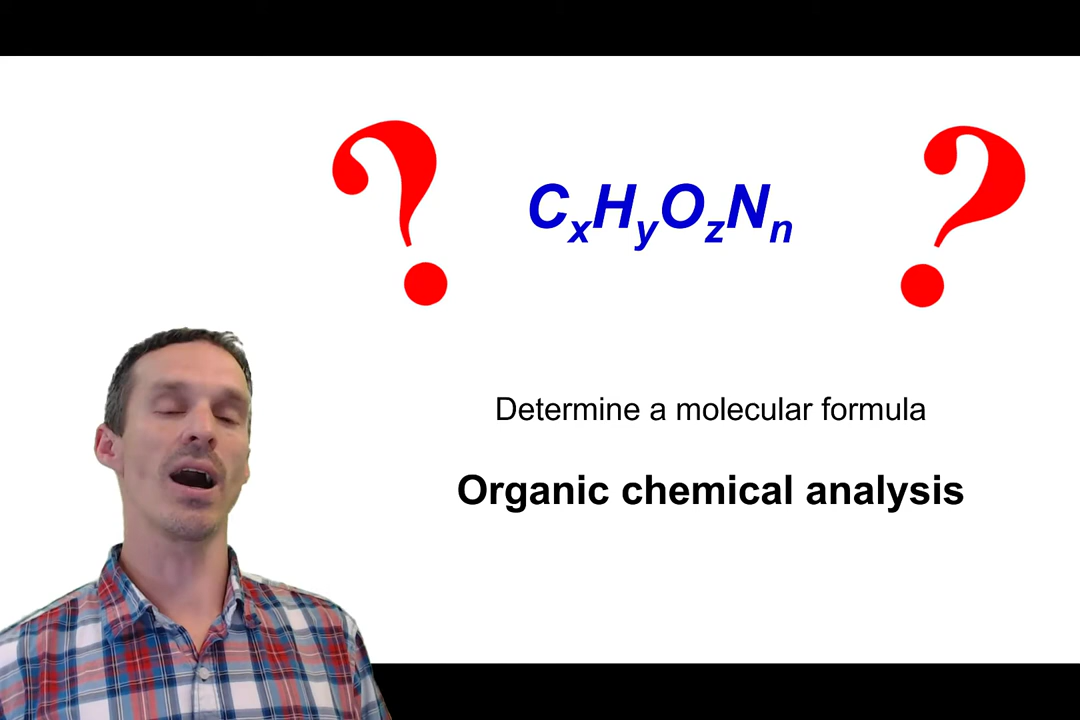 ? CxHyOzNn ?
Determine a molecular formula
Organic chemical analysis